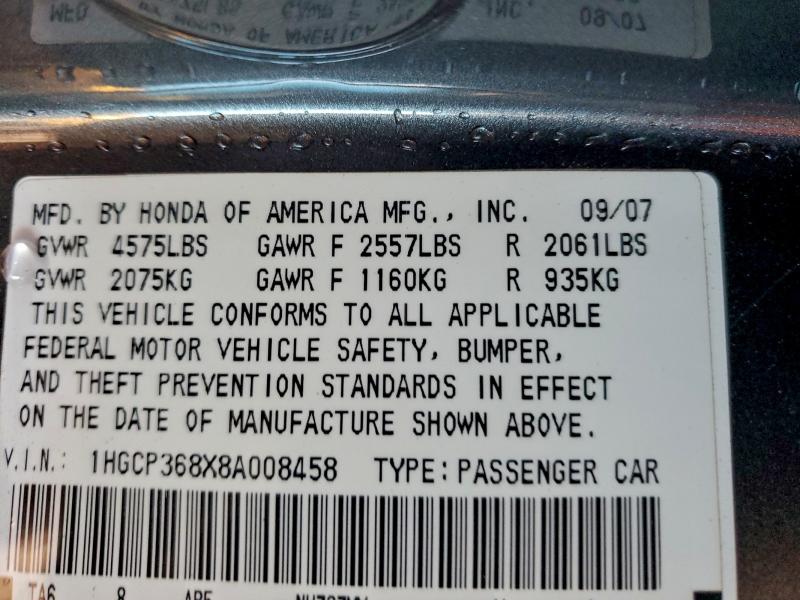 MFD. BY HONDA OF AMERICA MFG., INC. 09/07
GVWR 4575LBS GAWR F 2557LBS R 2061LBS
GVWR 2075KG GAWR F 1160KG R 935KG
THIS VEHICLE CONFORMS TO ALL APPLICABLE
FEDERAL MOTOR VEHICLE SAFETY, BUMPER,
AND THEFT PREVENTION STANDARDS IN EFFECT
ON THE DATE OF MANUFACTURE SHOWN ABOVE.
V.I.N.: 1HGCP368X8A008458 TYPE: PASSENGER CAR